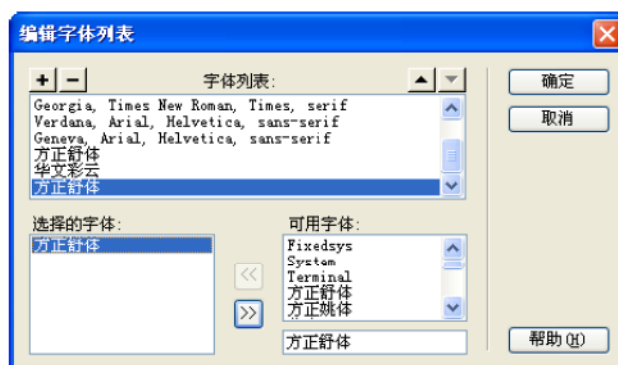 编辑字体列表
字体列表:
Georgia, Times New Roman, Times, serif
Verdana, Arial, Helvetica, sans-serif
Geneva, Arial, Helvetica, sans-serif
方正舒体
华文彩云
方正舒体
确定
取消
选择的字体:
方正舒体
可用字体:
Fixedsys
System
Terminal
方正舒体
方正姚体
方正舒体
帮助(H)